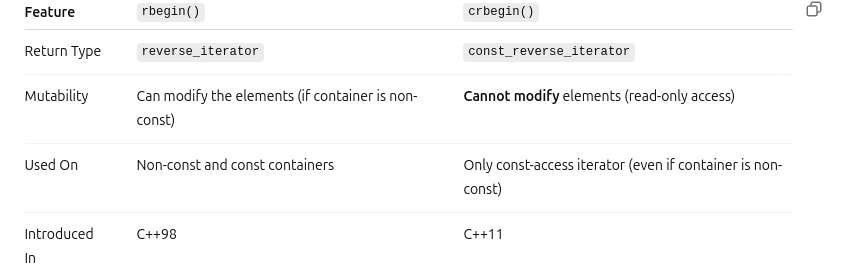 Feature rbegin() crbegin()
Return Type reverse_iterator const_reverse_iterator
Mutability Can modify the elements (if container is non- Cannot modify elements (read-only access)
const)
Used On Non-const and const containers Only const-access iterator (even if container is non-
const)
Introduced C++98 C++11
In